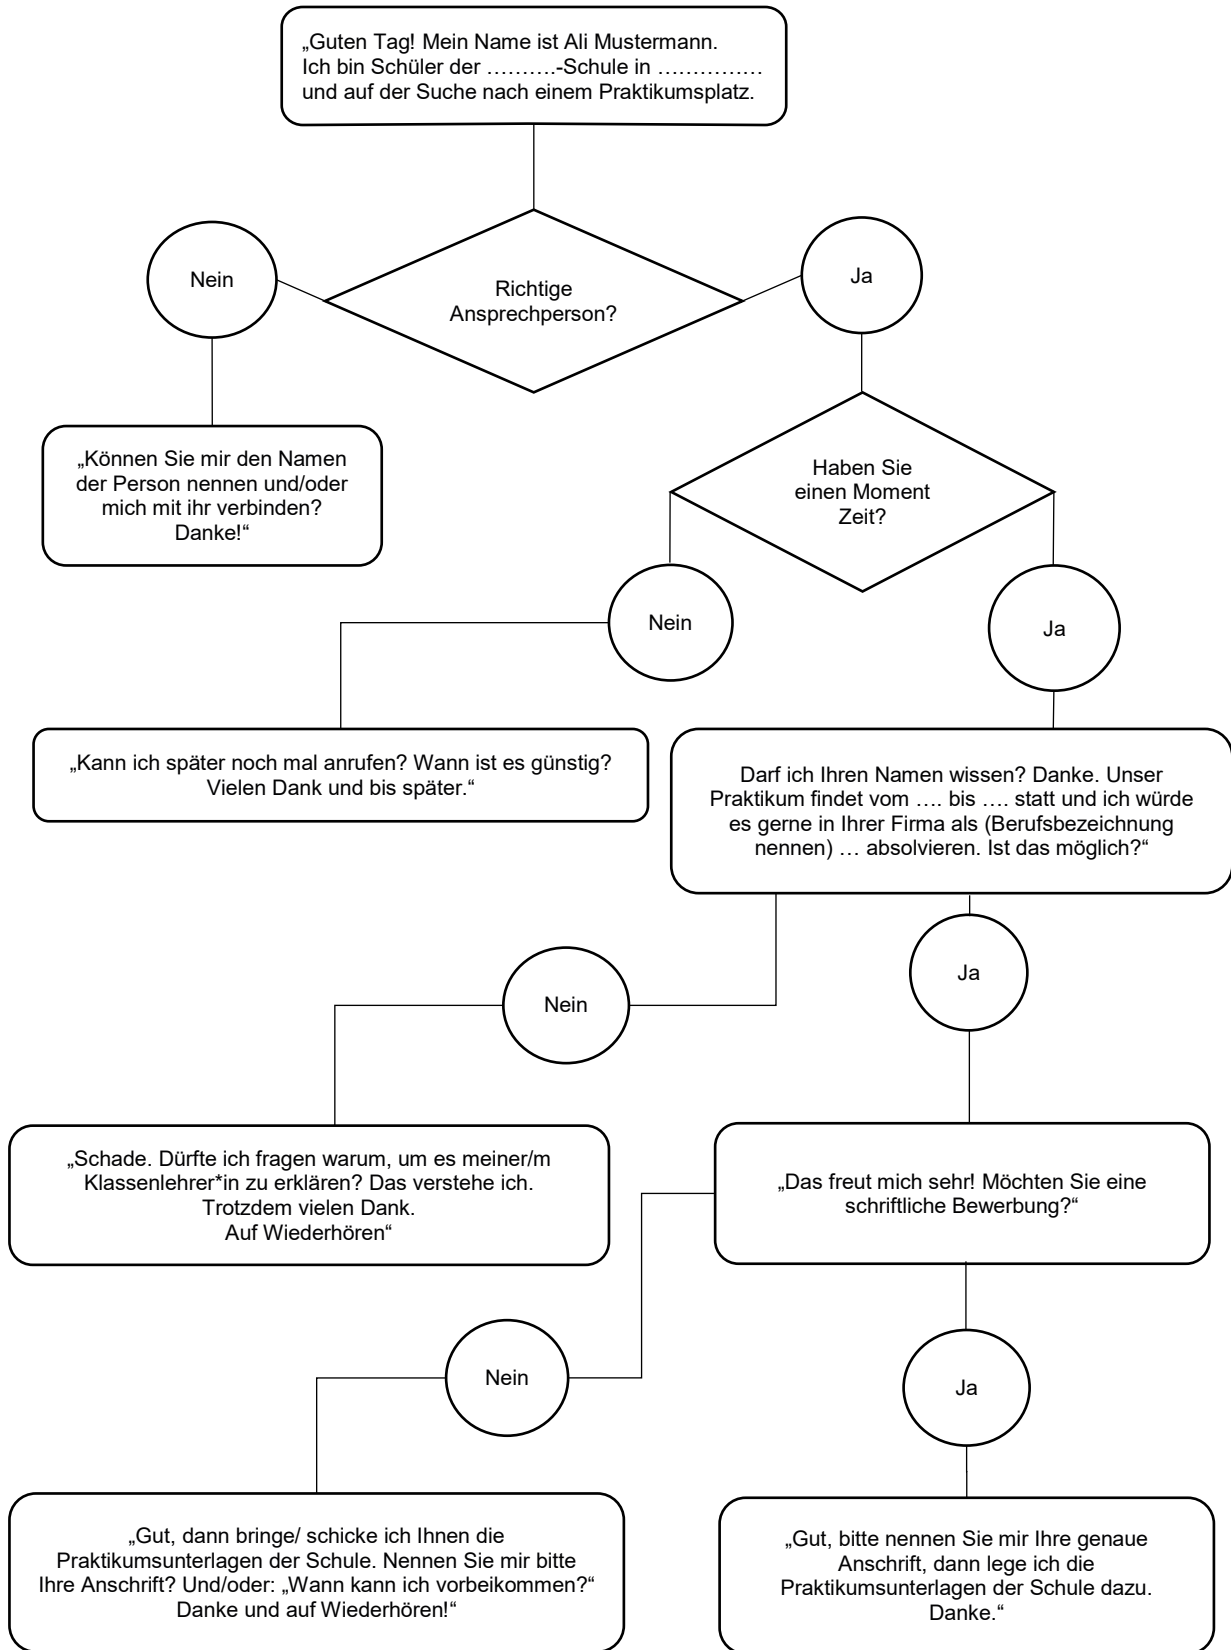 „Guten Tag! Mein Name ist Ali Mustermann.
Ich bin Schüler der ……….-Schule in ……………
und auf der Suche nach einem Praktikumsplatz.
Nein
Richtige
Ansprechperson?
Ja
„Können Sie mir den Namen
der Person nennen und/oder
mich mit ihr verbinden?
Danke!“
Haben Sie
einen Moment
Zeit?
Nein
Ja
„Kann ich später noch mal anrufen? Wann ist es günstig?
Vielen Dank und bis später.“
Darf ich Ihren Namen wissen? Danke. Unser
Praktikum findet vom …. bis …. statt und ich würde
es gerne in Ihrer Firma als (Berufsbezeichnung
nennen) … absolvieren. Ist das möglich?“
Nein
Ja
„Schade. Dürfte ich fragen warum, um es meiner/m
Klassenlehrer*in zu erklären? Das verstehe ich.
Trotzdem vielen Dank.
Auf Wiederhören“
„Das freut mich sehr! Möchten Sie eine
schriftliche Bewerbung?“
Nein
Ja
„Gut, dann bringe/ schicke ich Ihnen die
Praktikumsunterlagen der Schule. Nennen Sie mir bitte
Ihre Anschrift? Und/oder: „Wann kann ich vorbeikommen?“
Danke und auf Wiederhören!“
„Gut, bitte nennen Sie mir Ihre genaue
Anschrift, dann lege ich die
Praktikumsunterlagen der Schule dazu.
Danke.“